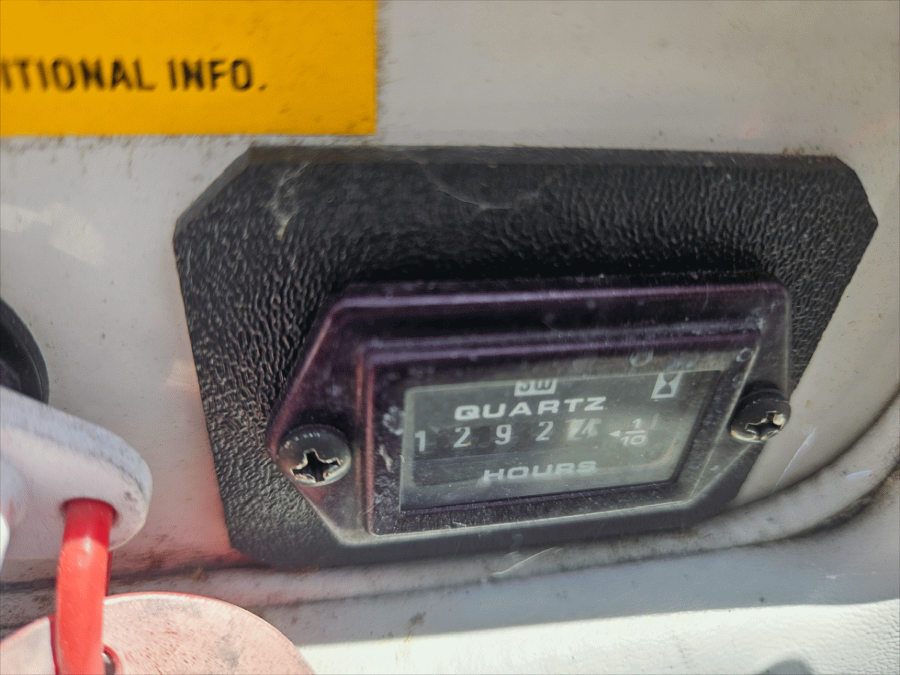 ITIONAL INFO.
QUARTZ
1 2 9 2 4 1/10
HOURS